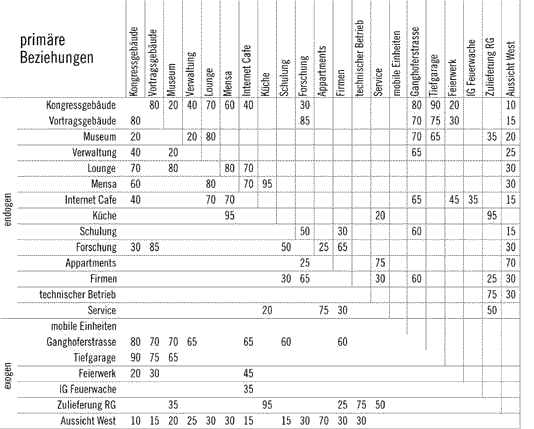 primäre
Beziehungen
Kongressgebäude
Vortragsgebäude
Museum
Verwaltung
Lounge
Mensa
Internet Cafe
Küche
Schulung
Forschung
Appartments
Firmen
technischer Betrieb
Service
mobile Einheiten
Ganghoferstrasse
Tiefgarage
Feierwerk
IG Feuerwache
Zulieferung RG
Aussicht West
endogen
Kongressgebäude 80 20 40 70 60 40 30 80 90 20 10
Vortragsgebäude 80 85 70 75 30 15
Museum 20 20 80 70 65 35 20
Verwaltung 40 20 65 25
Lounge 70 80 80 70 30
Mensa 60 80 70 95 30
Internet Cafe 40 70 70 65 45 35 15
Küche 95 20 95
Schulung 50 30 60 15
Forschung 30 85 50 25 65 30
Appartments 25 75 70
Firmen 30 65 30 60 25 30
technischer Betrieb 75 30
Service 20 75 30 50
exogen
mobile Einheiten
Ganghoferstrasse 80 70 70 65 65 60 60
Tiefgarage 90 75 65
Feierwerk 20 30 45
IG Feuerwache 35
Zulieferung RG 35 95 25 75 50
Aussicht West 10 15 20 25 30 30 15 15 30 70 30 30